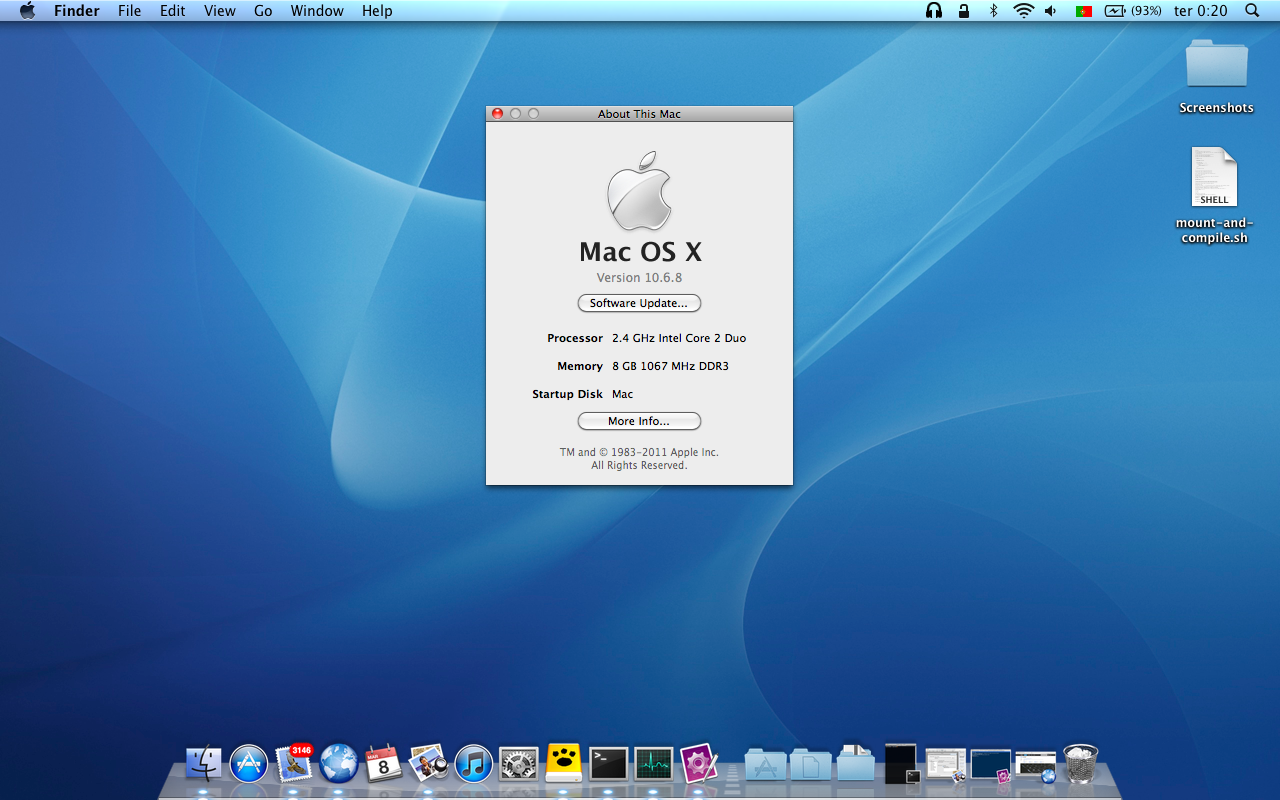 Finder File Edit View Go Window Help (93%) ter 0:20
Screenshots
SHELL
mount-and-
compile.sh
About This Mac
Mac OS X
Version 10.6.8
Software Update...
Processor 2.4 GHz Intel Core 2 Duo
Memory 8 GB 1067 MHz DDR3
Startup Disk Mac
More Info...
TM and © 1983-2011 Apple Inc.
All Rights Reserved.
3146
MAR
8
>_